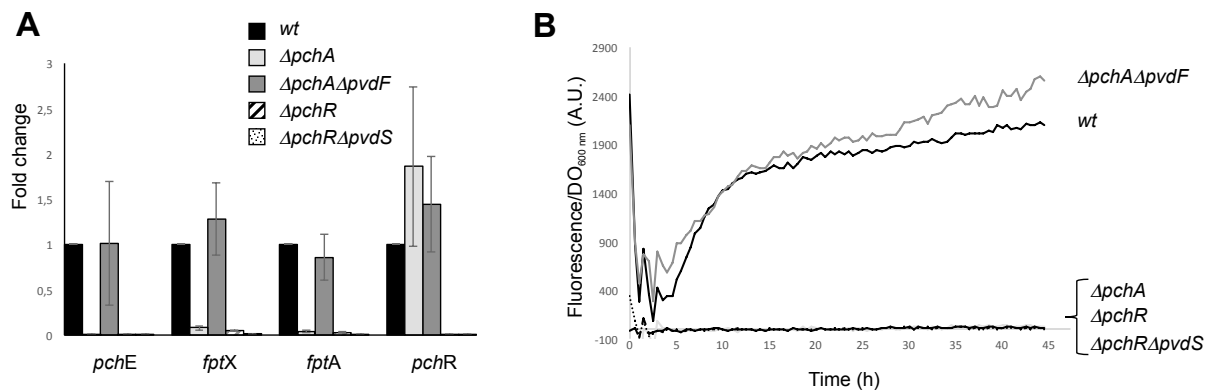 A
wt
ΔpchA
ΔpchAΔpvdF
ΔpchR
ΔpchRΔpvdS
Fold change
3
2,5
2
1,5
1
0,5
0
pchE
fptX
fptA
pchR
B
Fluorescence/DO600 nm (A.U.)
2900
2400
1900
1400
900
400
-100
0
5
10
15
20
25
30
35
40
45
Time (h)
ΔpchAΔpvdF
wt
ΔpchA
ΔpchR
ΔpchRΔpvdS